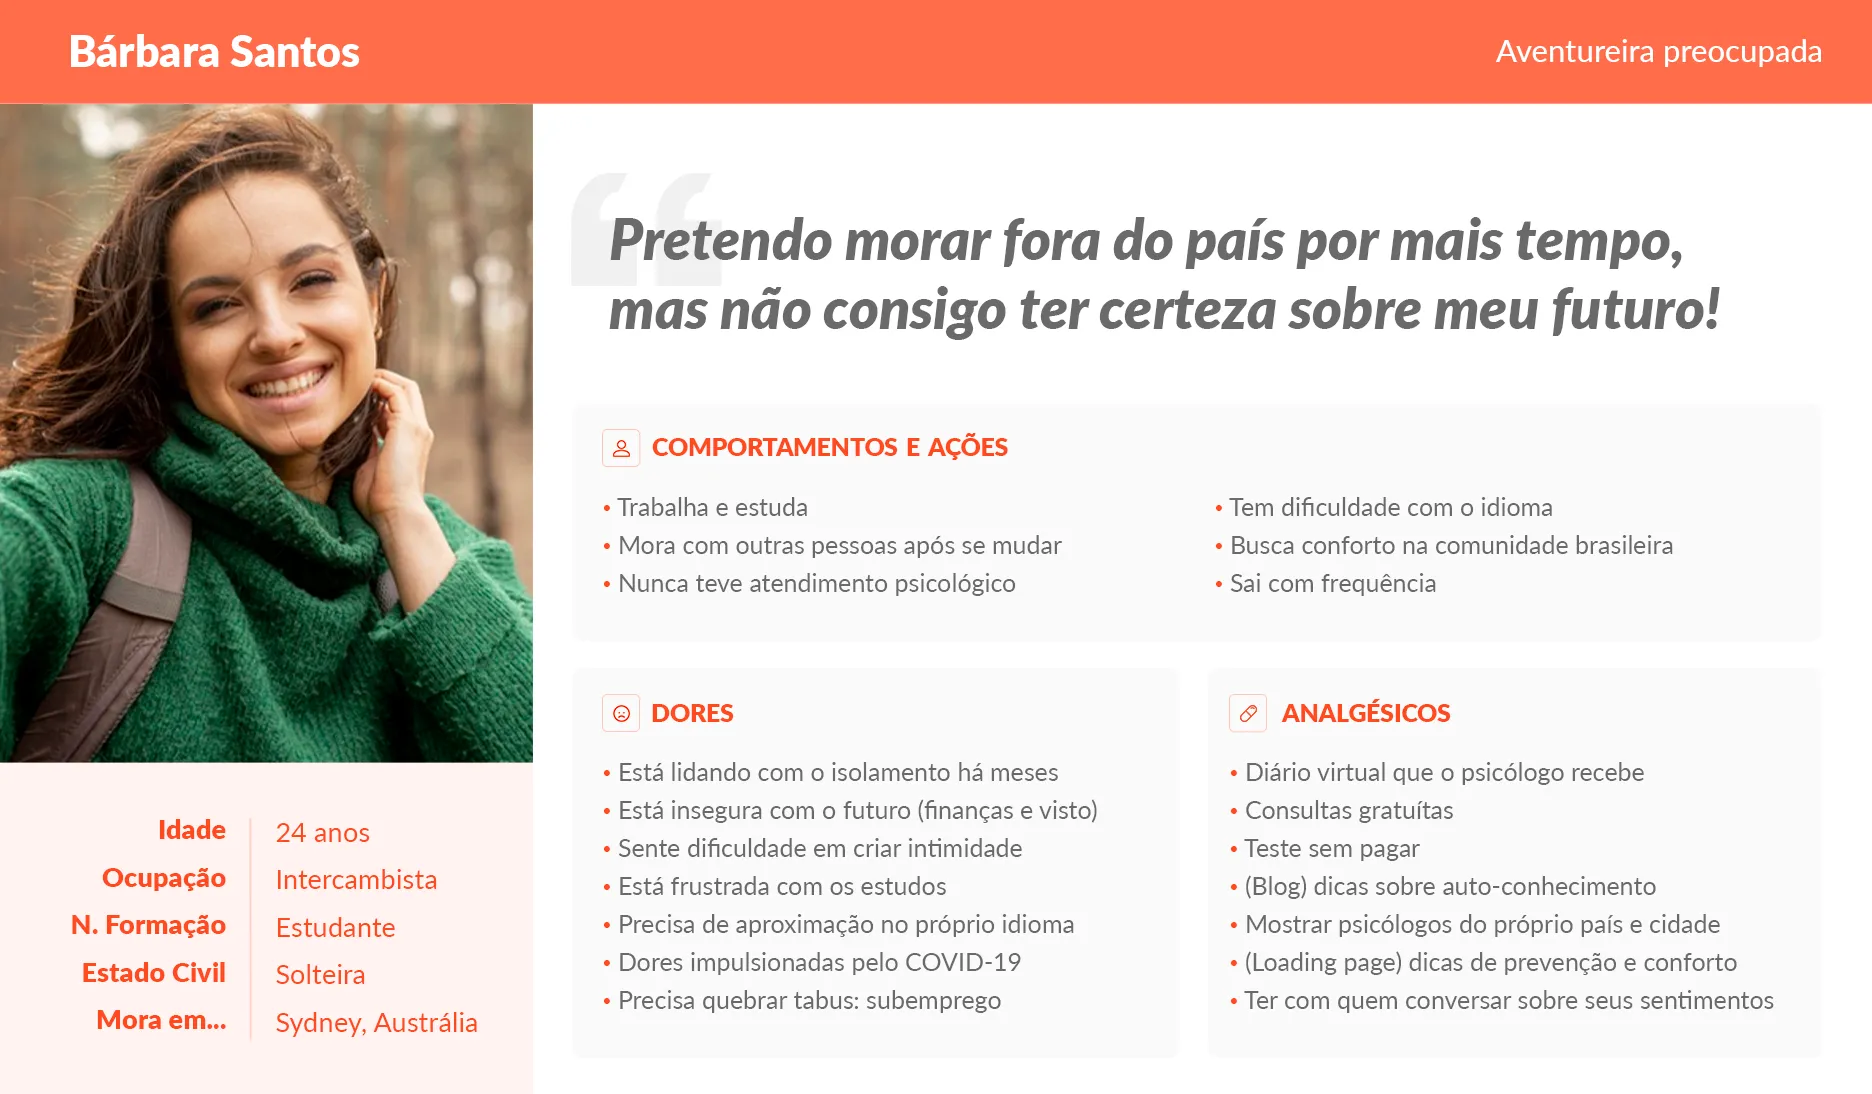 Bárbara Santos
Aventureira preocupada
“
Pretendo morar fora do país por mais tempo,
mas não consigo ter certeza sobre meu futuro!
COMPORTAMENTOS E AÇÕES
• Trabalha e estuda
• Mora com outras pessoas após se mudar
• Nunca teve atendimento psicológico
• Tem dificuldade com o idioma
• Busca conforto na comunidade brasileira
• Sai com frequência
DORES
• Está lidando com o isolamento há meses
• Está insegura com o futuro (finanças e visto)
• Sente dificuldade em criar intimidade
• Está frustrada com os estudos
• Precisa de aproximação no próprio idioma
• Dores impulsionadas pelo COVID-19
• Precisa quebrar tabus: subemprego
ANALGÉSICOS
• Diário virtual que o psicólogo recebe
• Consultas gratuítas
• Teste sem pagar
• (Blog) dicas sobre auto-conhecimento
• Mostrar psicólogos do próprio país e cidade
• (Loading page) dicas de prevenção e conforto
• Ter com quem conversar sobre seus sentimentos
Idade 24 anos
Ocupação Intercambista
N. Formação Estudante
Estado Civil Solteira
Mora em... Sydney, Austrália